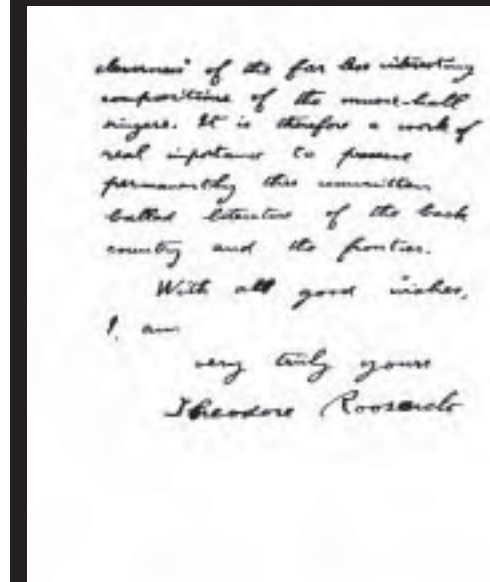 cleverness" of the far less interesting
compositions of the music-hall
singers. It is therefore a work of
real importance to preserve
permanently this unwritten
ballad literature of the back
country and the frontier.
With all good wishes,
I am
very truly yours
Theodore Roosevelt